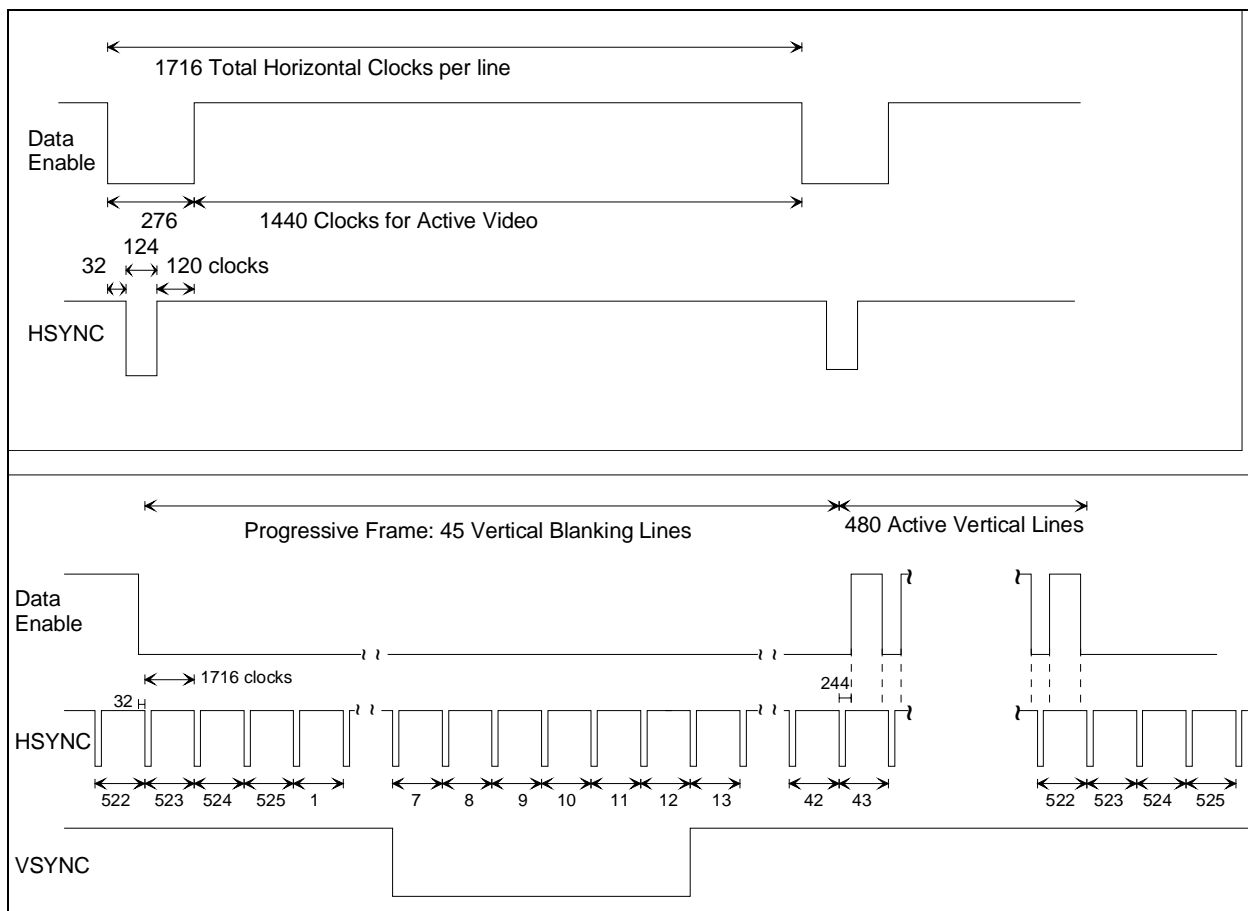 1716 Total Horizontal Clocks per line
Data
Enable
276
1440 Clocks for Active Video
124
32
120 clocks
HSYNC
Progressive Frame: 45 Vertical Blanking Lines
480 Active Vertical Lines
Data
Enable
1716 clocks
32
244
HSYNC
522 523 524 525 1 7 8 9 10 11 12 13 42 43 522 523 524 525
VSYNC